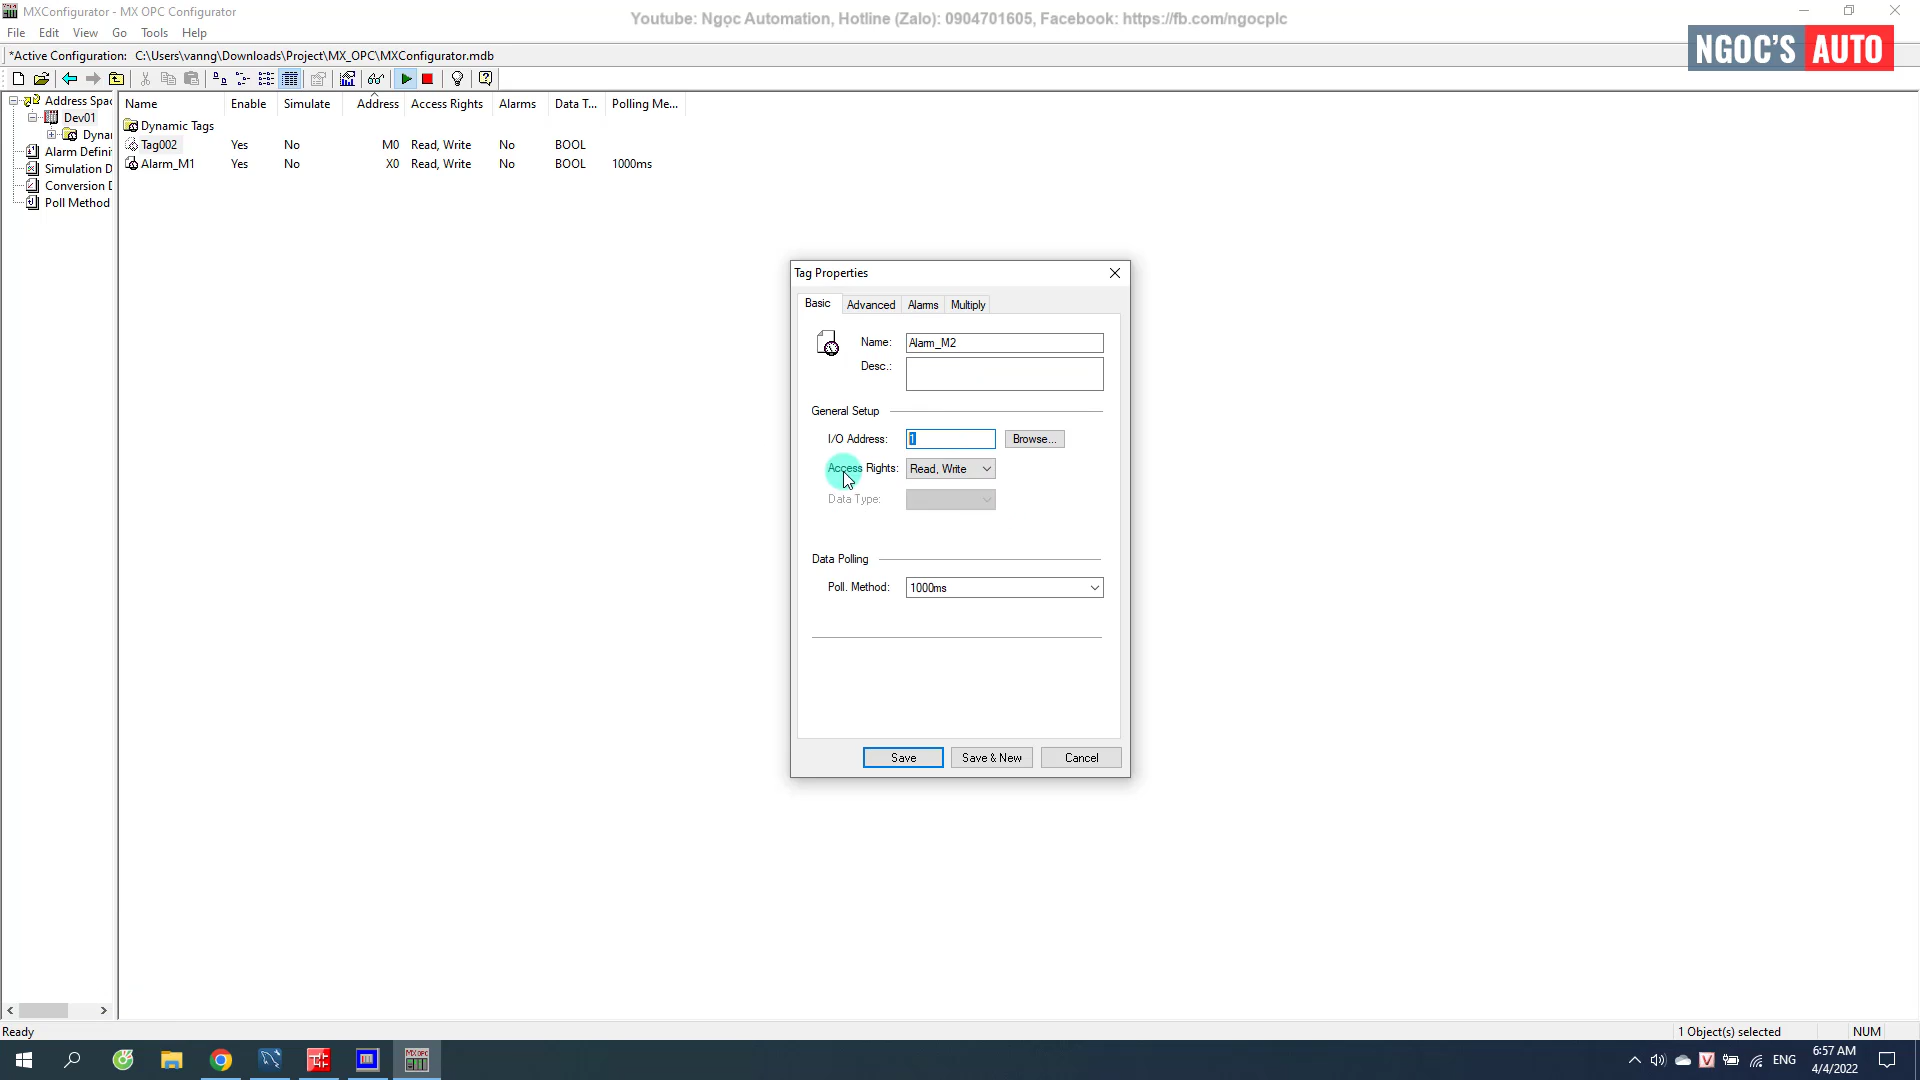 MXConfigurator - MX OPC Configurator
Youtube: Ngọc Automation, Hotline (Zalo): 0904701605, Facebook: https://fb.com/ngocplc
NGOC'S AUTO
File Edit View Go Tools Help
*Active Configuration: C:\Users\vanng\Downloads\Project\MX_OPC\MXConfigurator.mdb
Address Spac
Dev01
Dynar
Alarm Defini
Simulation D
Conversion D
Poll Method
Name Enable Simulate Address Access Rights Alarms Data T... Polling Me...
Dynamic Tags
Tag002 Yes No M0 Read, Write No BOOL
Alarm_M1 Yes No X0 Read, Write No BOOL 1000ms
Tag Properties
Basic Advanced Alarms Multiply
Name: Alarm_M2
Desc.:
General Setup
I/O Address: 1 Browse...
Access Rights: Read, Write
Data Type:
Data Polling
Poll. Method: 1000ms
Save Save & New Cancel
Ready
1 Object(s) selected NUM
MX OPC
ENG
6:57 AM
4/4/2022